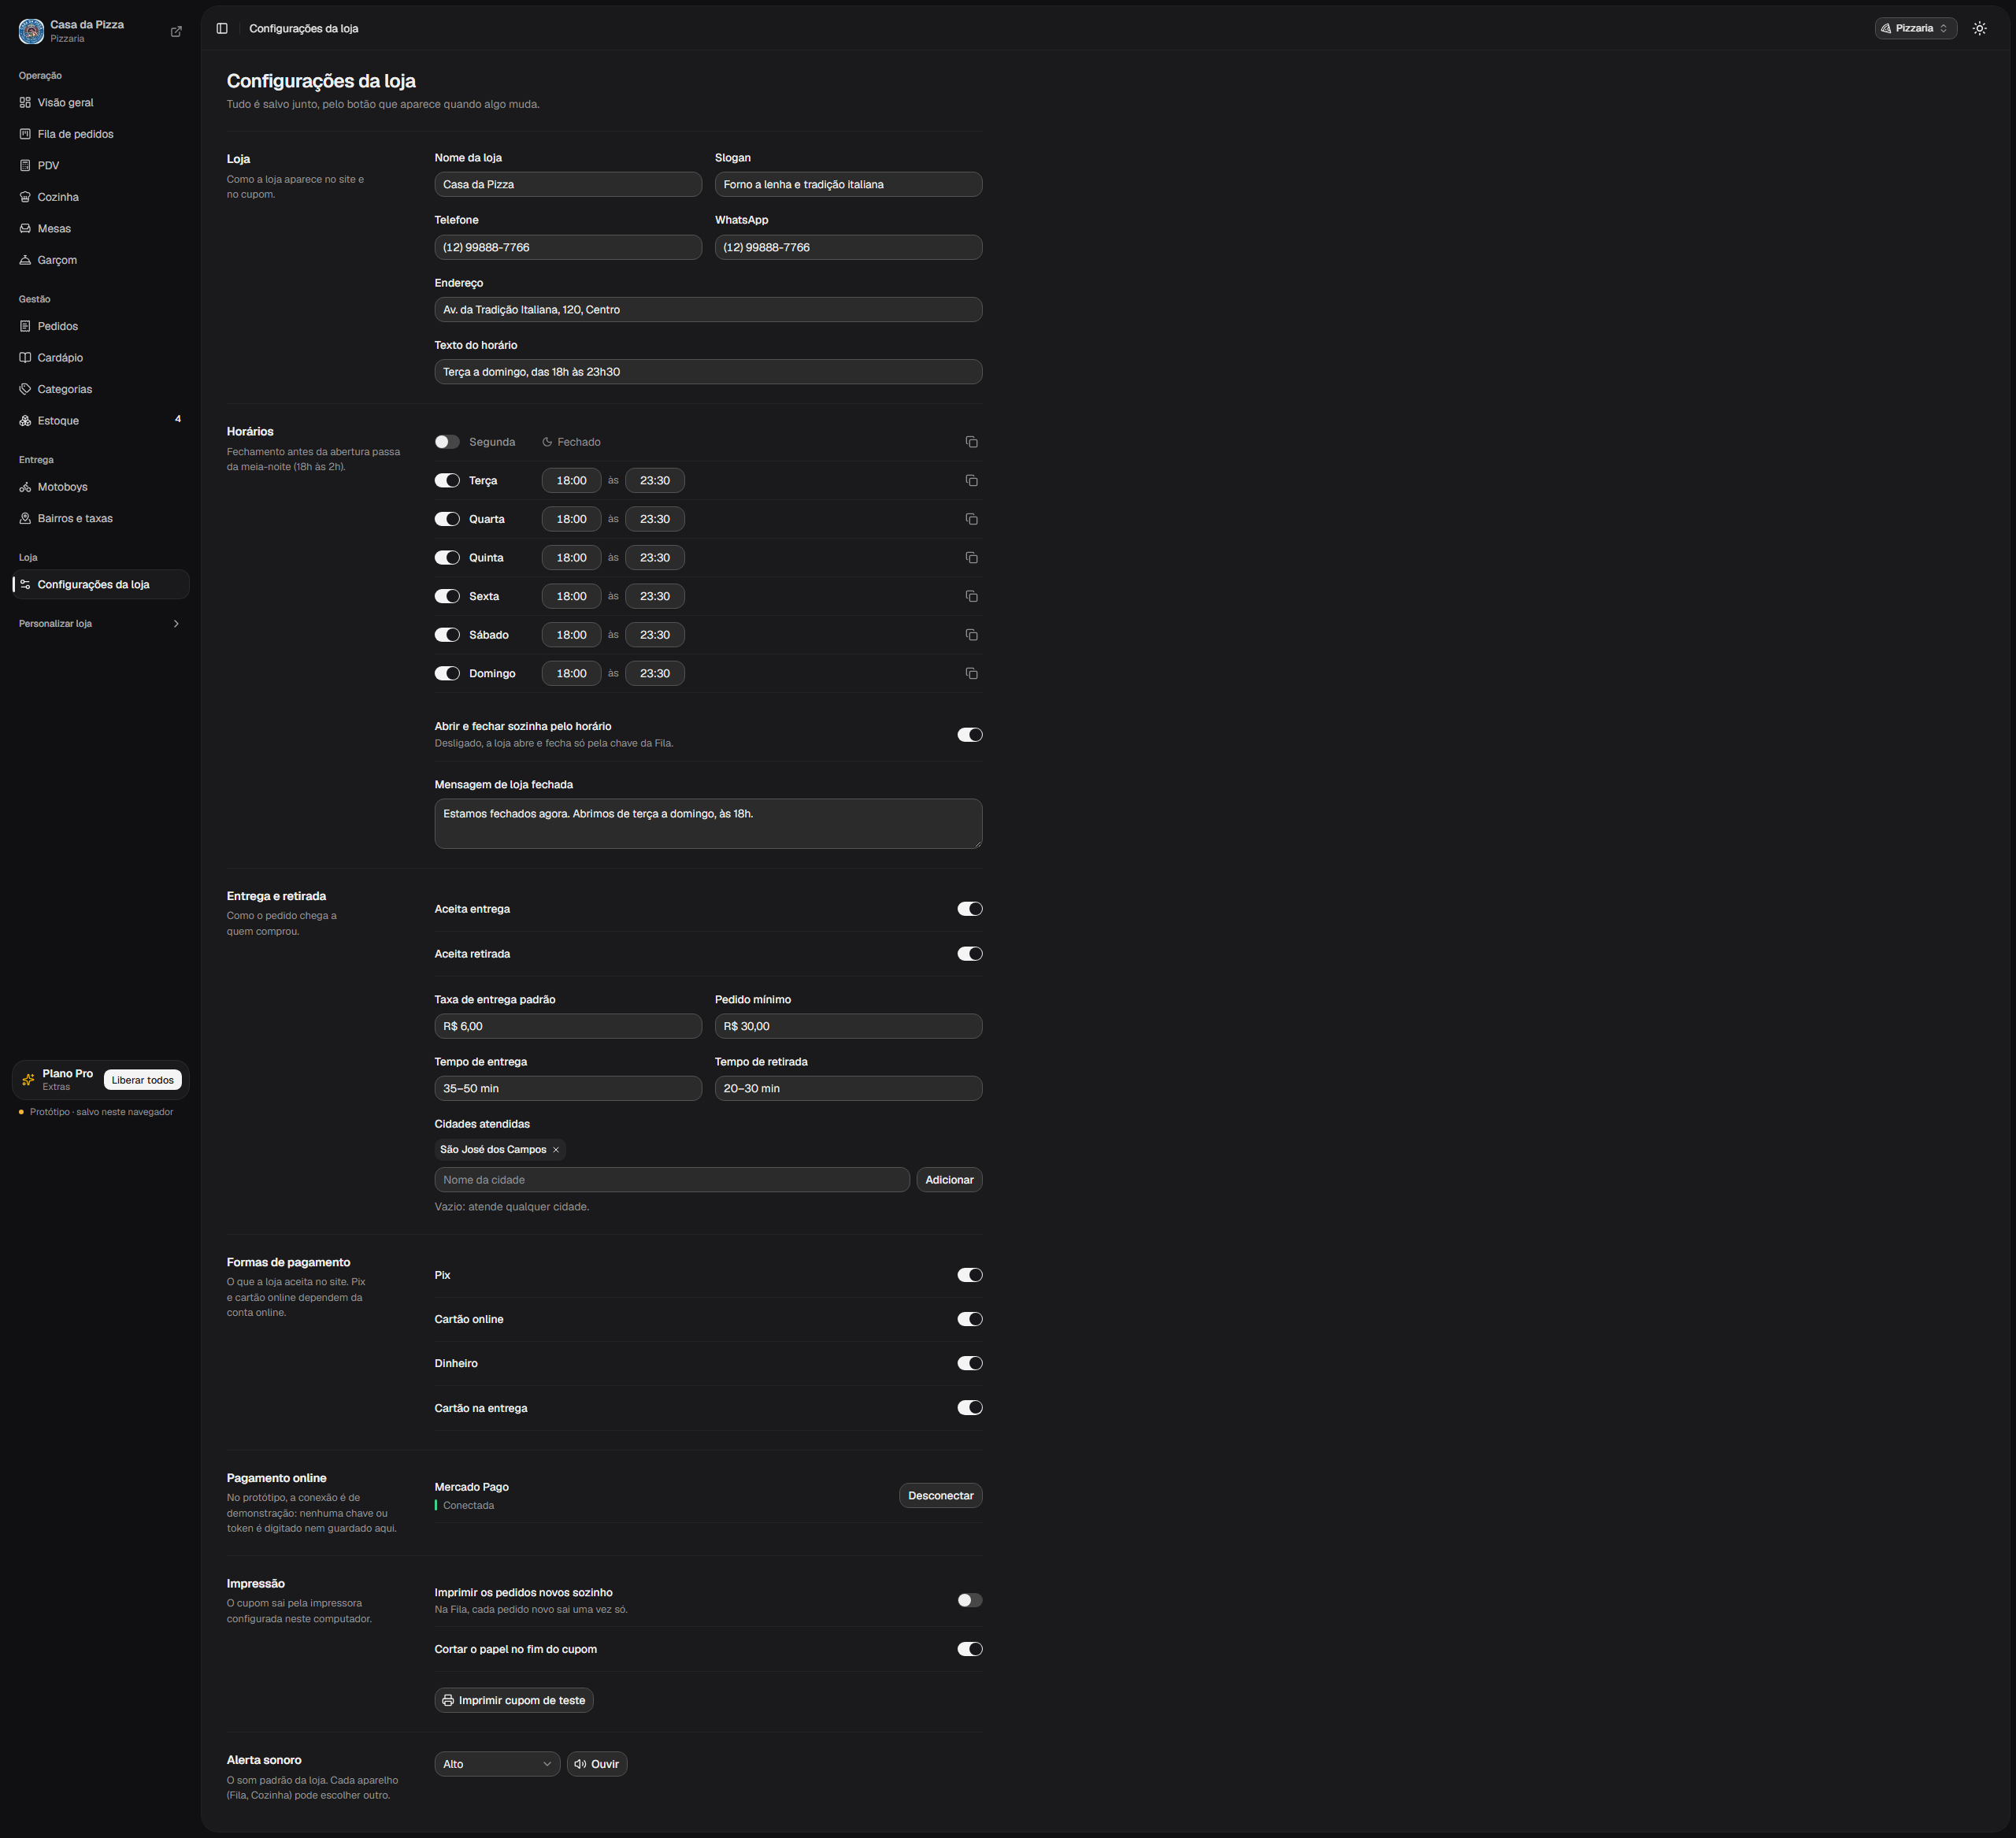 Casa da Pizza
Pizzaria
Operação
Visão geral
Fila de pedidos
PDV
Cozinha
Mesas
Garçom
Gestão
Pedidos
Cardápio
Categorias
Estoque 4
Entrega
Motoboys
Bairros e taxas
Loja
Configurações da loja
Personalizar loja
Plano Pro
Extras
Liberar todos
Protótipo · salvo neste navegador
Configurações da loja
Pizzaria
Configurações da loja
Tudo é salvo junto, pelo botão que aparece quando algo muda.
Loja
Como a loja aparece no site e
no cupom.
Nome da loja
Casa da Pizza
Slogan
Forno a lenha e tradição italiana
Telefone
(12) 99888-7766
WhatsApp
(12) 99888-7766
Endereço
Av. da Tradição Italiana, 120, Centro
Texto do horário
Terça a domingo, das 18h às 23h30
Horários
Fechamento antes da abertura passa
da meia-noite (18h às 2h).
Segunda Fechado
Terça 18:00 às 23:30
Quarta 18:00 às 23:30
Quinta 18:00 às 23:30
Sexta 18:00 às 23:30
Sábado 18:00 às 23:30
Domingo 18:00 às 23:30
Abrir e fechar sozinha pelo horário
Desligado, a loja abre e fecha só pela chave da Fila.
Mensagem de loja fechada
Estamos fechados agora. Abrimos de terça a domingo, às 18h.
Entrega e retirada
Como o pedido chega a
quem comprou.
Aceita entrega
Aceita retirada
Taxa de entrega padrão
R$ 6,00
Pedido mínimo
R$ 30,00
Tempo de entrega
35–50 min
Tempo de retirada
20–30 min
Cidades atendidas
São José dos Campos ×
Nome da cidade
Adicionar
Vazio: atende qualquer cidade.
Formas de pagamento
O que a loja aceita no site. Pix
e cartão online dependem da
conta online.
Pix
Cartão online
Dinheiro
Cartão na entrega
Pagamento online
No protótipo, a conexão é de
demonstração: nenhuma chave ou
token é digitado nem guardado aqui.
Mercado Pago
Conectada
Desconectar
Impressão
O cupom sai pela impressora
configurada neste computador.
Imprimir os pedidos novos sozinho
Na Fila, cada pedido novo sai uma vez só.
Cortar o papel no fim do cupom
Imprimir cupom de teste
Alerta sonoro
O som padrão da loja. Cada aparelho
(Fila, Cozinha) pode escolher outro.
Alto
Ouvir